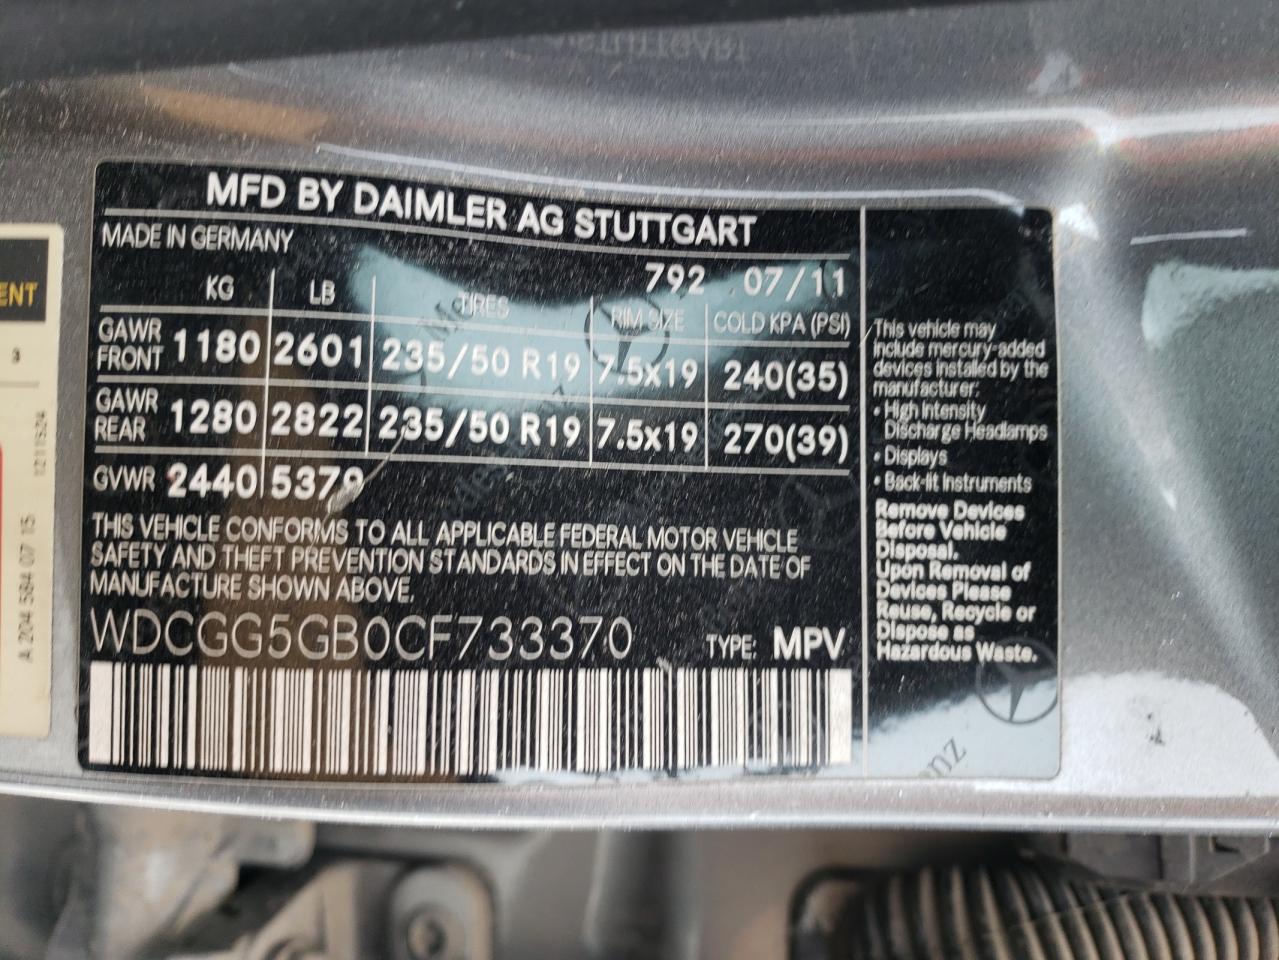 MFD BY DAIMLER AG STUTTGART
MADE IN GERMANY
792 07/11
KG LB TIRES RIM SIZE COLD KPA (PSI)
GAWR FRONT 1180 2601 235/50 R19 7.5x19 240(35)
GAWR REAR 1280 2822 235/50 R19 7.5x19 270(39)
GVWR 2440 5379
THIS VEHICLE CONFORMS TO ALL APPLICABLE FEDERAL MOTOR VEHICLE
SAFETY AND THEFT PREVENTION STANDARDS IN EFFECT ON THE DATE OF
MANUFACTURE SHOWN ABOVE.
WDCGG5GB0CF733370 TYPE: MPV
This vehicle may
include mercury-added
devices installed by the
manufacturer:
• High Intensity
Discharge Headlamps
• Displays
• Back-lit Instruments
Remove Devices
Before Vehicle
Disposal.
Upon Removal of
Devices Please
Reuse, Recycle or
Dispose as
Hazardous Waste.
ENT
a
A 204 584 07 15